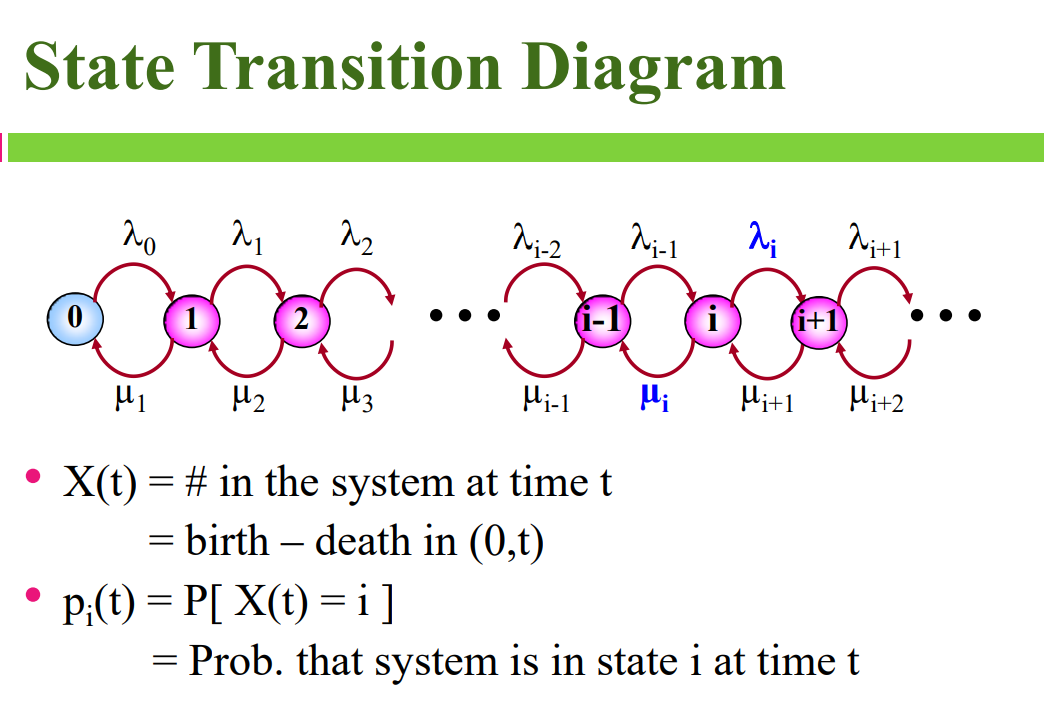 State Transition Diagram
λ0 λ1 λ2 λi-2 λi-1 λi λi+1
0 1 2 • • • i-1 i i+1 • • •
μ1 μ2 μ3 μi-1 μi μi+1 μi+2
• X(t) = # in the system at time t
= birth – death in (0,t)
• pi(t) = P[ X(t) = i ]
= Prob. that system is in state i at time t